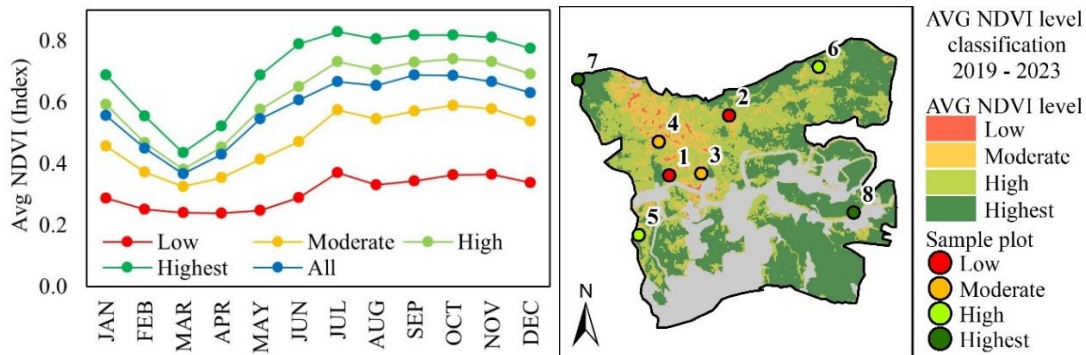 Avg NDVI (Index)
0.8
0.6
0.4
0.2
0.0
Low
Moderate
High
Highest
All
JAN
FEB
MAR
APR
MAY
JUN
JUL
AUG
SEP
OCT
NOV
DEC
7
6
2
4
1
3
8
5
N
AVG NDVI level
classification
2019 - 2023
AVG NDVI level
Low
Moderate
High
Highest
Sample plot
Low
Moderate
High
Highest